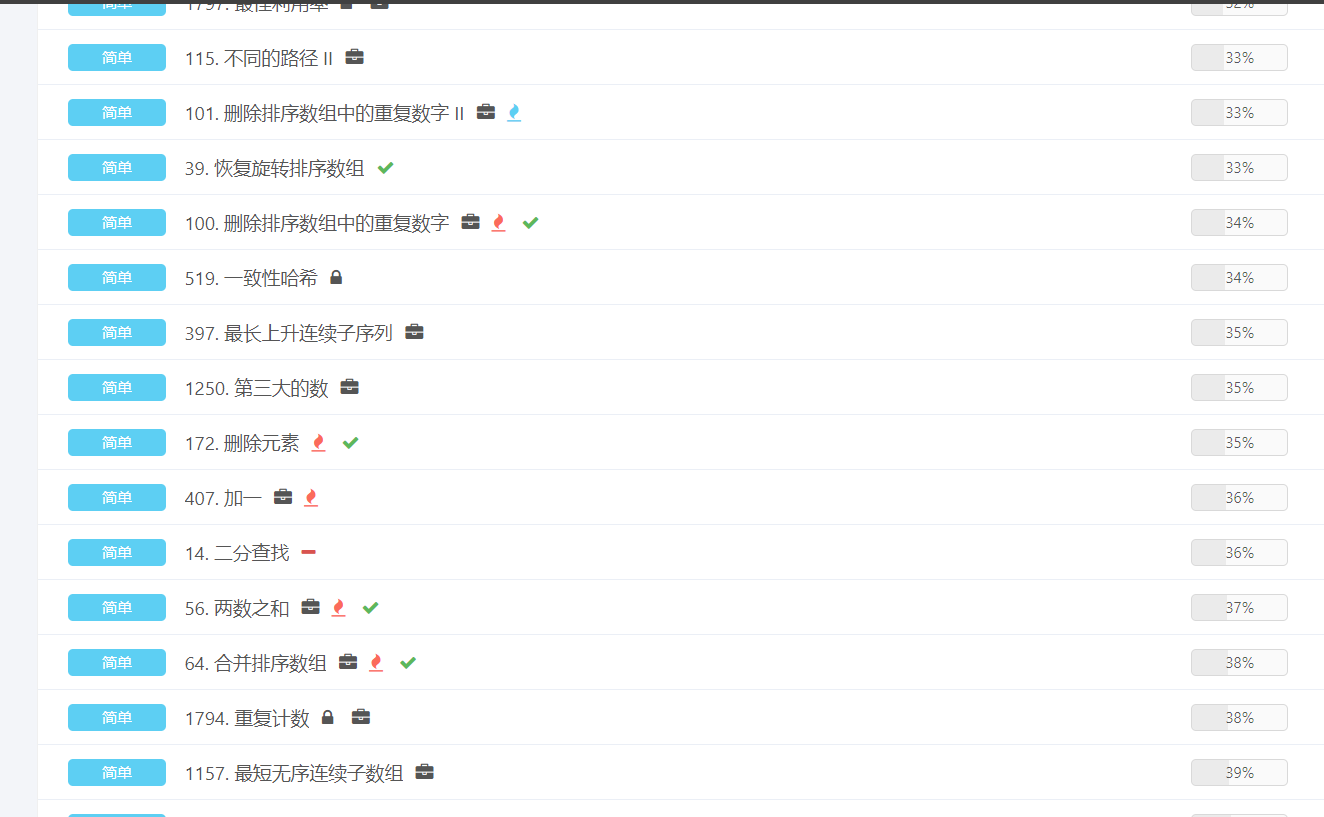 简单 1797. 最佳利用率 32%
简单 115. 不同的路径 II 33%
简单 101. 删除排序数组中的重复数字 II 33%
简单 39. 恢复旋转排序数组 33%
简单 100. 删除排序数组中的重复数字 34%
简单 519. 一致性哈希 34%
简单 397. 最长上升连续子序列 35%
简单 1250. 第三大的数 35%
简单 172. 删除元素 35%
简单 407. 加一 36%
简单 14. 二分查找 36%
简单 56. 两数之和 37%
简单 64. 合并排序数组 38%
简单 1794. 重复计数 38%
简单 1157. 最短无序连续子数组 39%